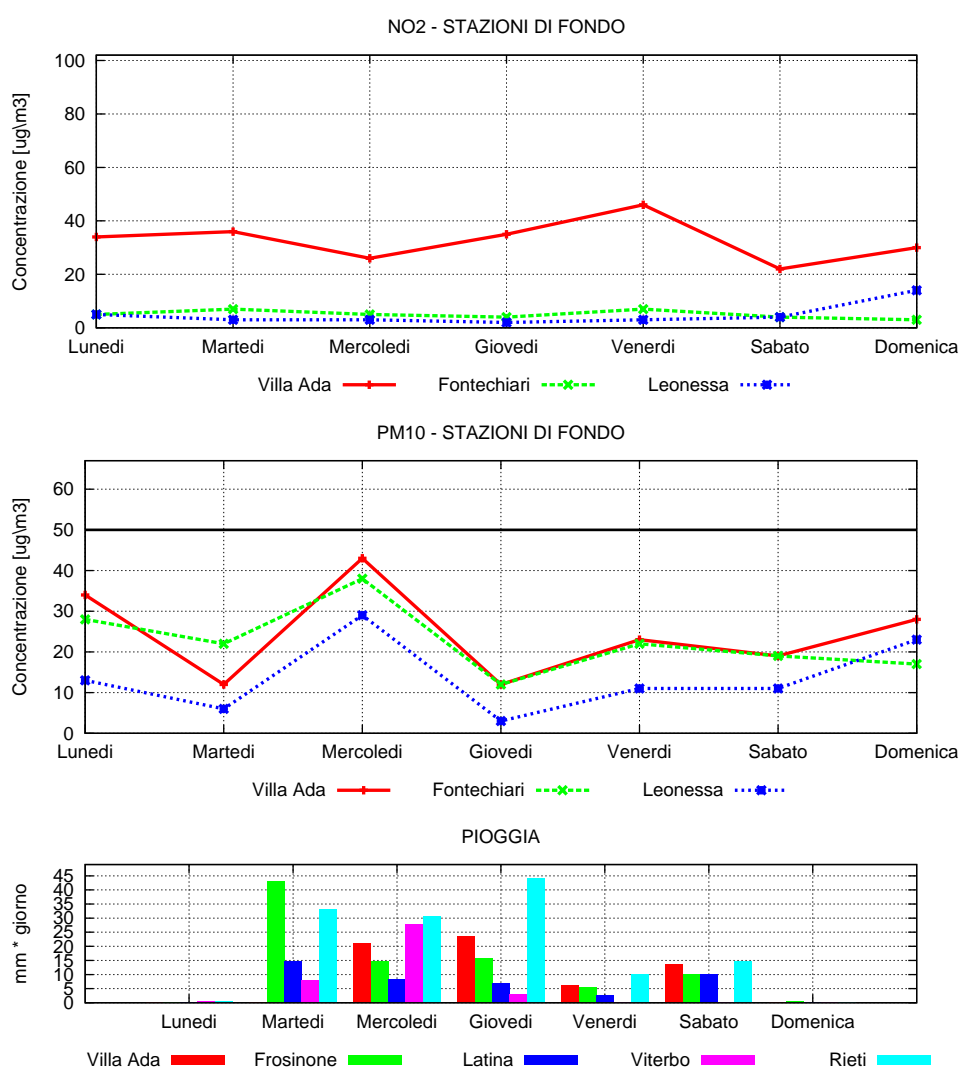 NO2 - STAZIONI DI FONDO
Concentrazione [ug\m3]
100
80
60
40
20
0
Lunedi Martedi Mercoledi Giovedi Venerdi Sabato Domenica
Villa Ada Fontechiari Leonessa
PM10 - STAZIONI DI FONDO
Concentrazione [ug\m3]
60
50
40
30
20
10
0
Lunedi Martedi Mercoledi Giovedi Venerdi Sabato Domenica
Villa Ada Fontechiari Leonessa
PIOGGIA
mm * giorno
45
40
35
30
25
20
15
10
5
0
Lunedi Martedi Mercoledi Giovedi Venerdi Sabato Domenica
Villa Ada Frosinone Latina Viterbo Rieti